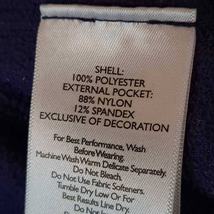 SHELL:
100% POLYESTER
EXTERNAL POCKET:
88% NYLON
12% SPANDEX
EXCLUSIVE OF DECORATION
For Best Performance, Wash
Before Wearing.
Machine Wash Warm Delicate Separately.
Do Not Bleach.
Do Not Use Fabric Softeners.
Tumble Dry Low Or For
Best Results Line Dry.
Do Not